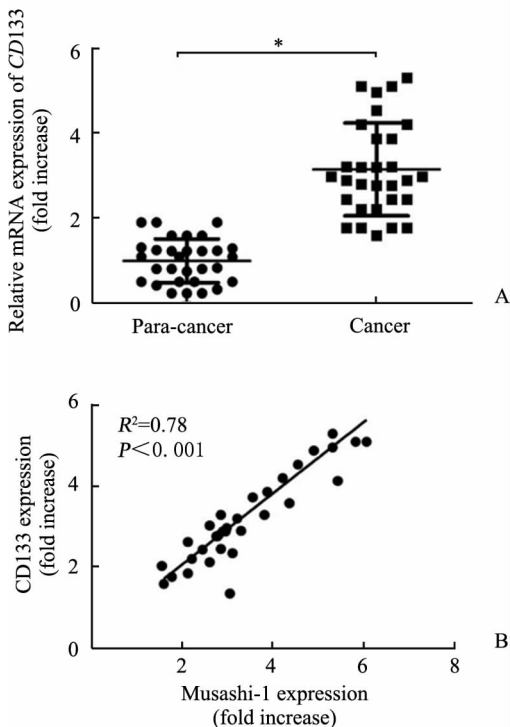 Relative mRNA expression of CD133
(fold increase)
6
4
2
0
*
Para-cancer
Cancer
A
CD133 expression
(fold increase)
6
4
2
0
R²=0.78
P<0.001
2
4
6
8
B
Musashi-1 expression
(fold increase)